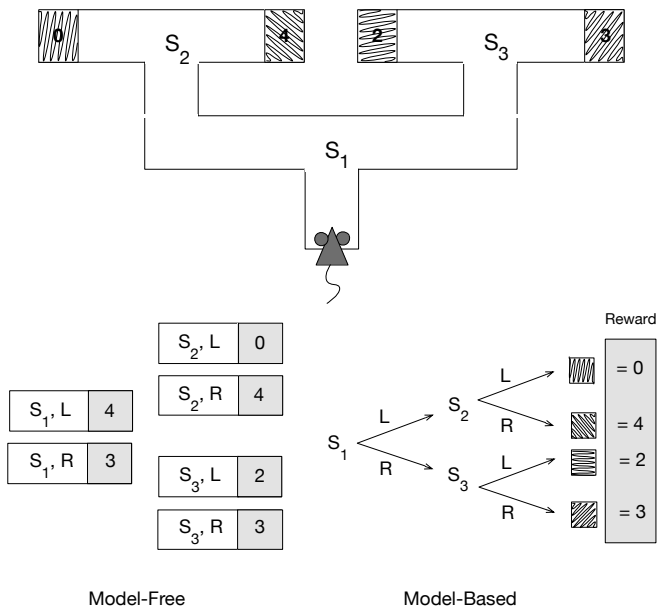 0 S2 4 2 S3 3
S1
Reward
S2, L 0
S2, R 4
S1, L 4
S1, R 3
S3, L 2
S3, R 3
S1
L
R
S2
L
R
S3
L
R
= 0
= 4
= 2
= 3
Model-Free Model-Based